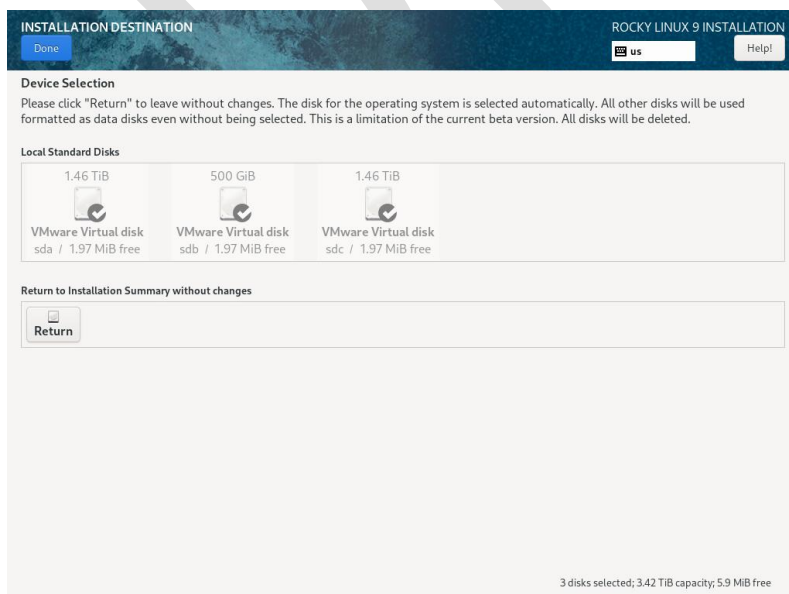 INSTALLATION DESTINATION
ROCKY LINUX 9 INSTALLATION
Done
us
Help!
Device Selection
Please click "Return" to leave without changes. The disk for the operating system is selected automatically. All other disks will be used
formatted as data disks even without being selected. This is a limitation of the current beta version. All disks will be deleted.
Local Standard Disks
1.46 TiB
VMware Virtual disk
sda / 1.97 MiB free
500 GiB
VMware Virtual disk
sdb / 1.97 MiB free
1.46 TiB
VMware Virtual disk
sdc / 1.97 MiB free
Return to Installation Summary without changes
Return
3 disks selected; 3.42 TiB capacity; 5.9 MiB free